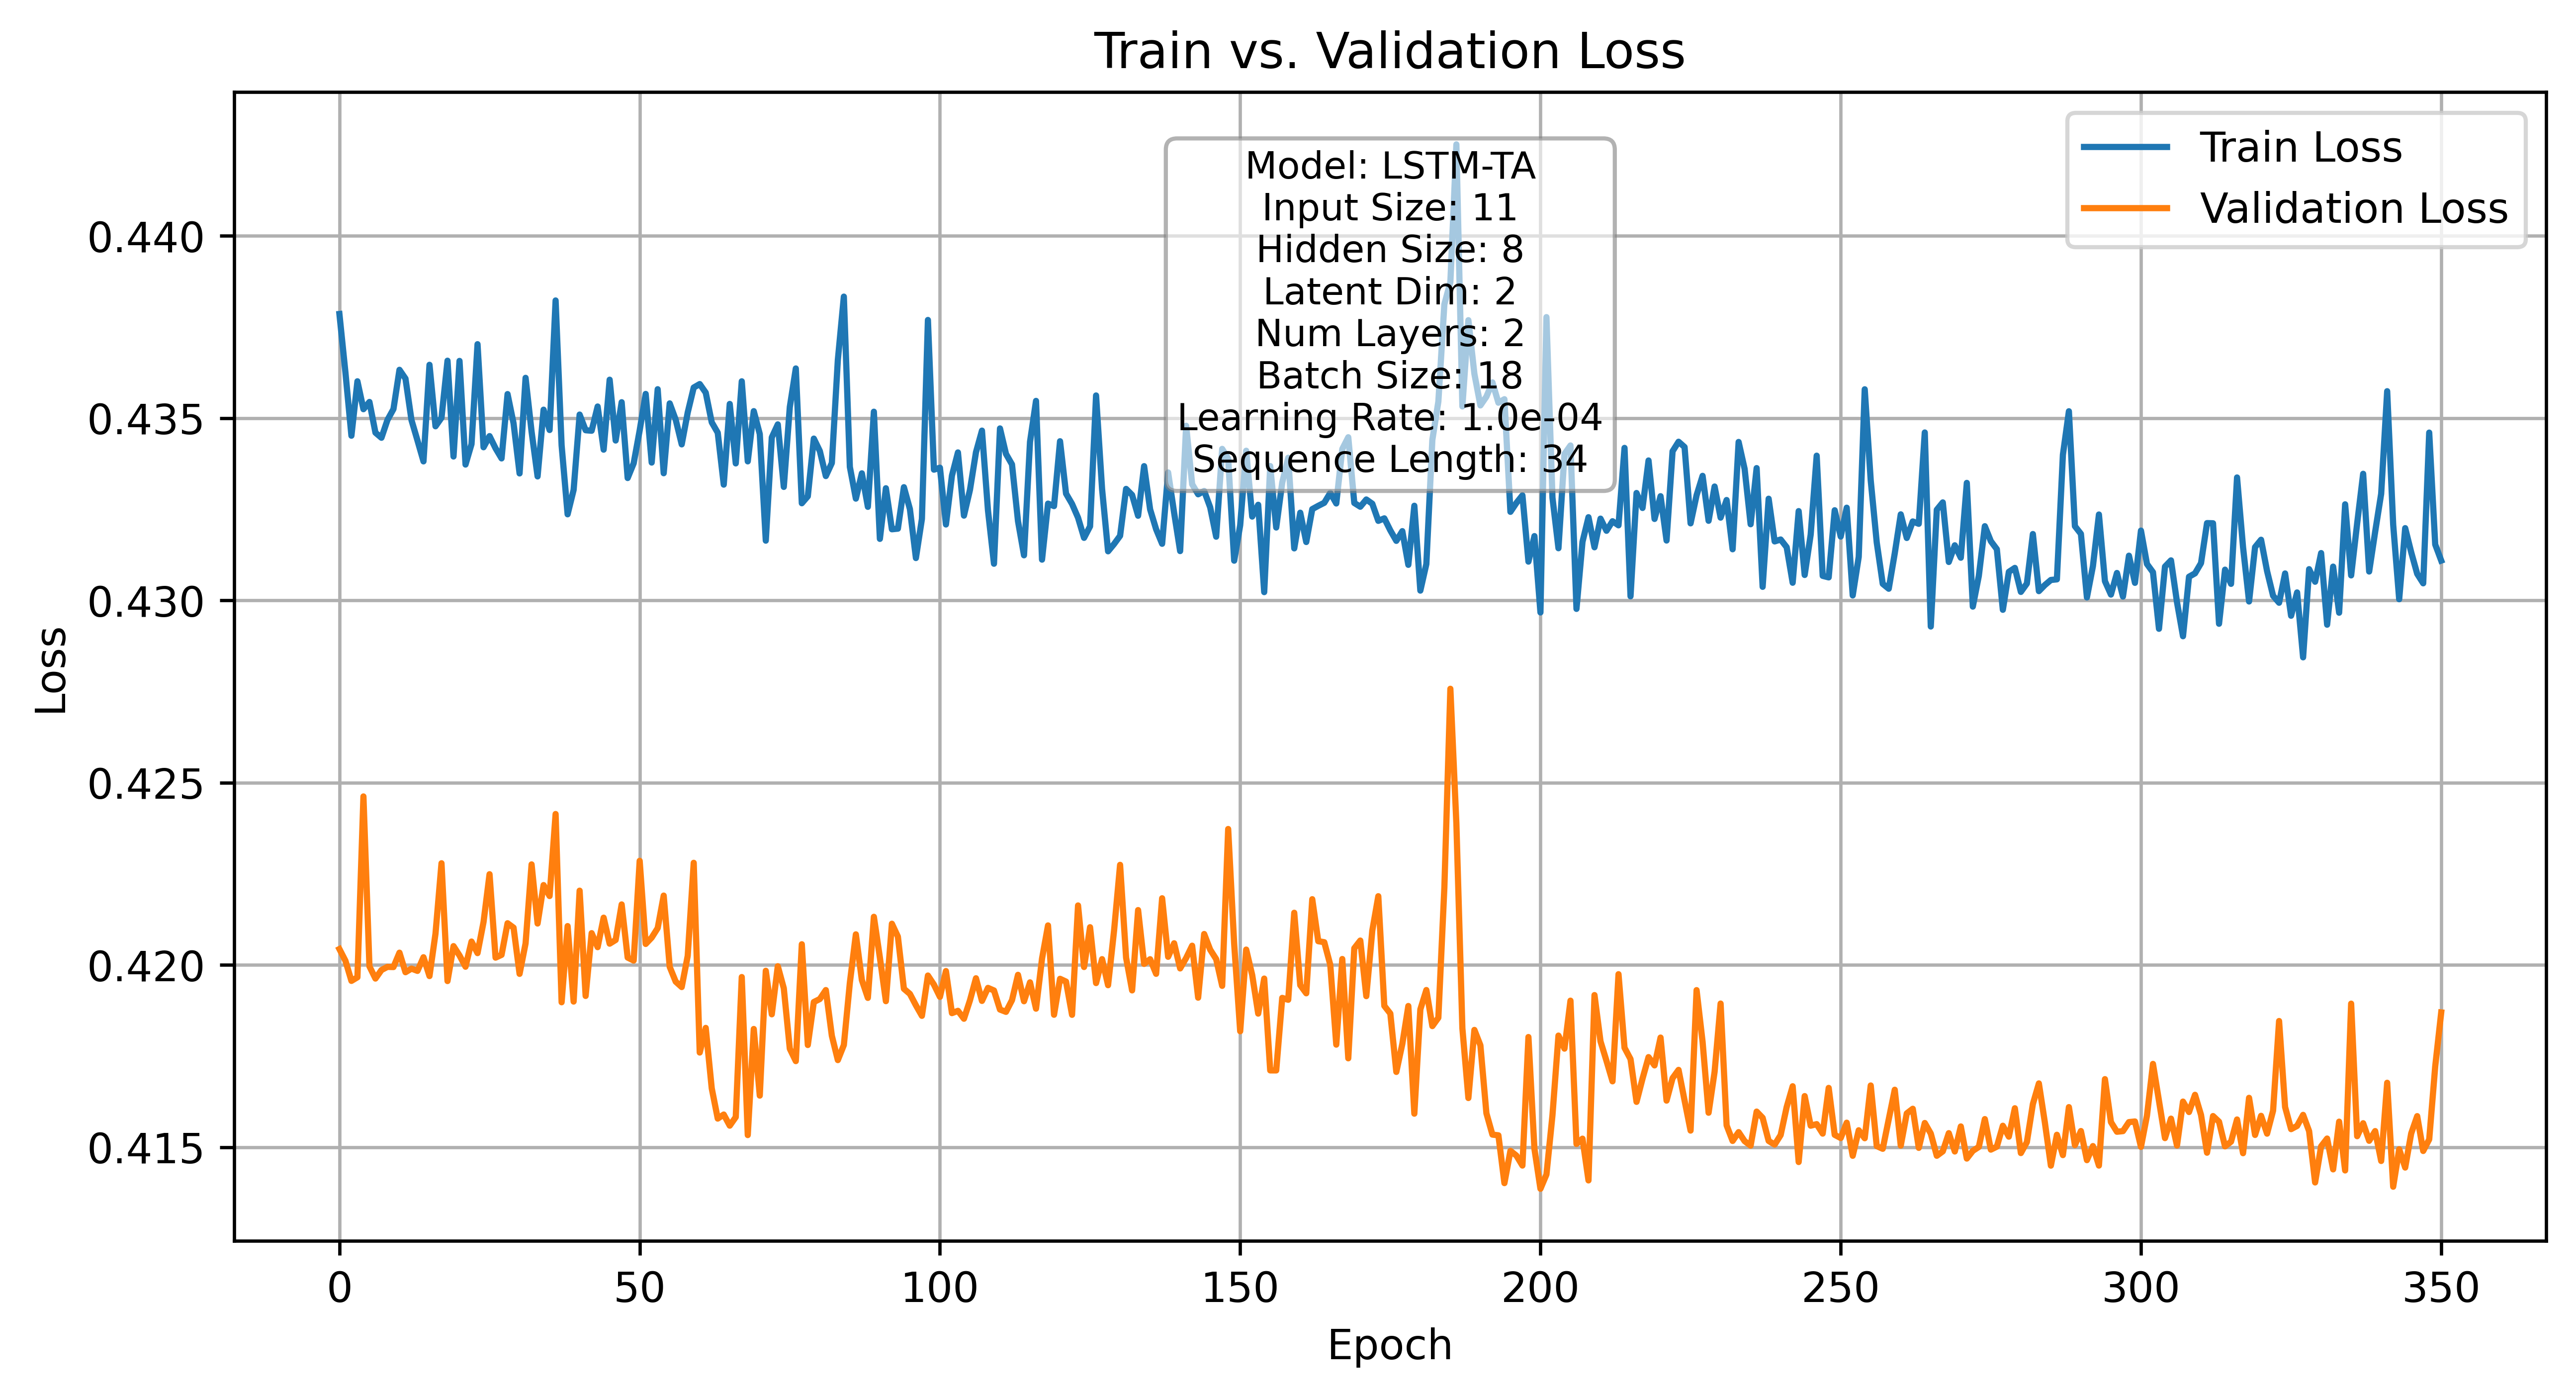 Train vs. Validation Loss
Train Loss
Validation Loss
Model: LSTM-TA
Input Size: 11
Hidden Size: 8
Latent Dim: 2
Num Layers: 2
Batch Size: 18
Learning Rate: 1.0e-04
Sequence Length: 34
0.440
0.435
0.430
0.425
0.420
0.415
Loss
0 50 100 150 200 250 300 350
Epoch